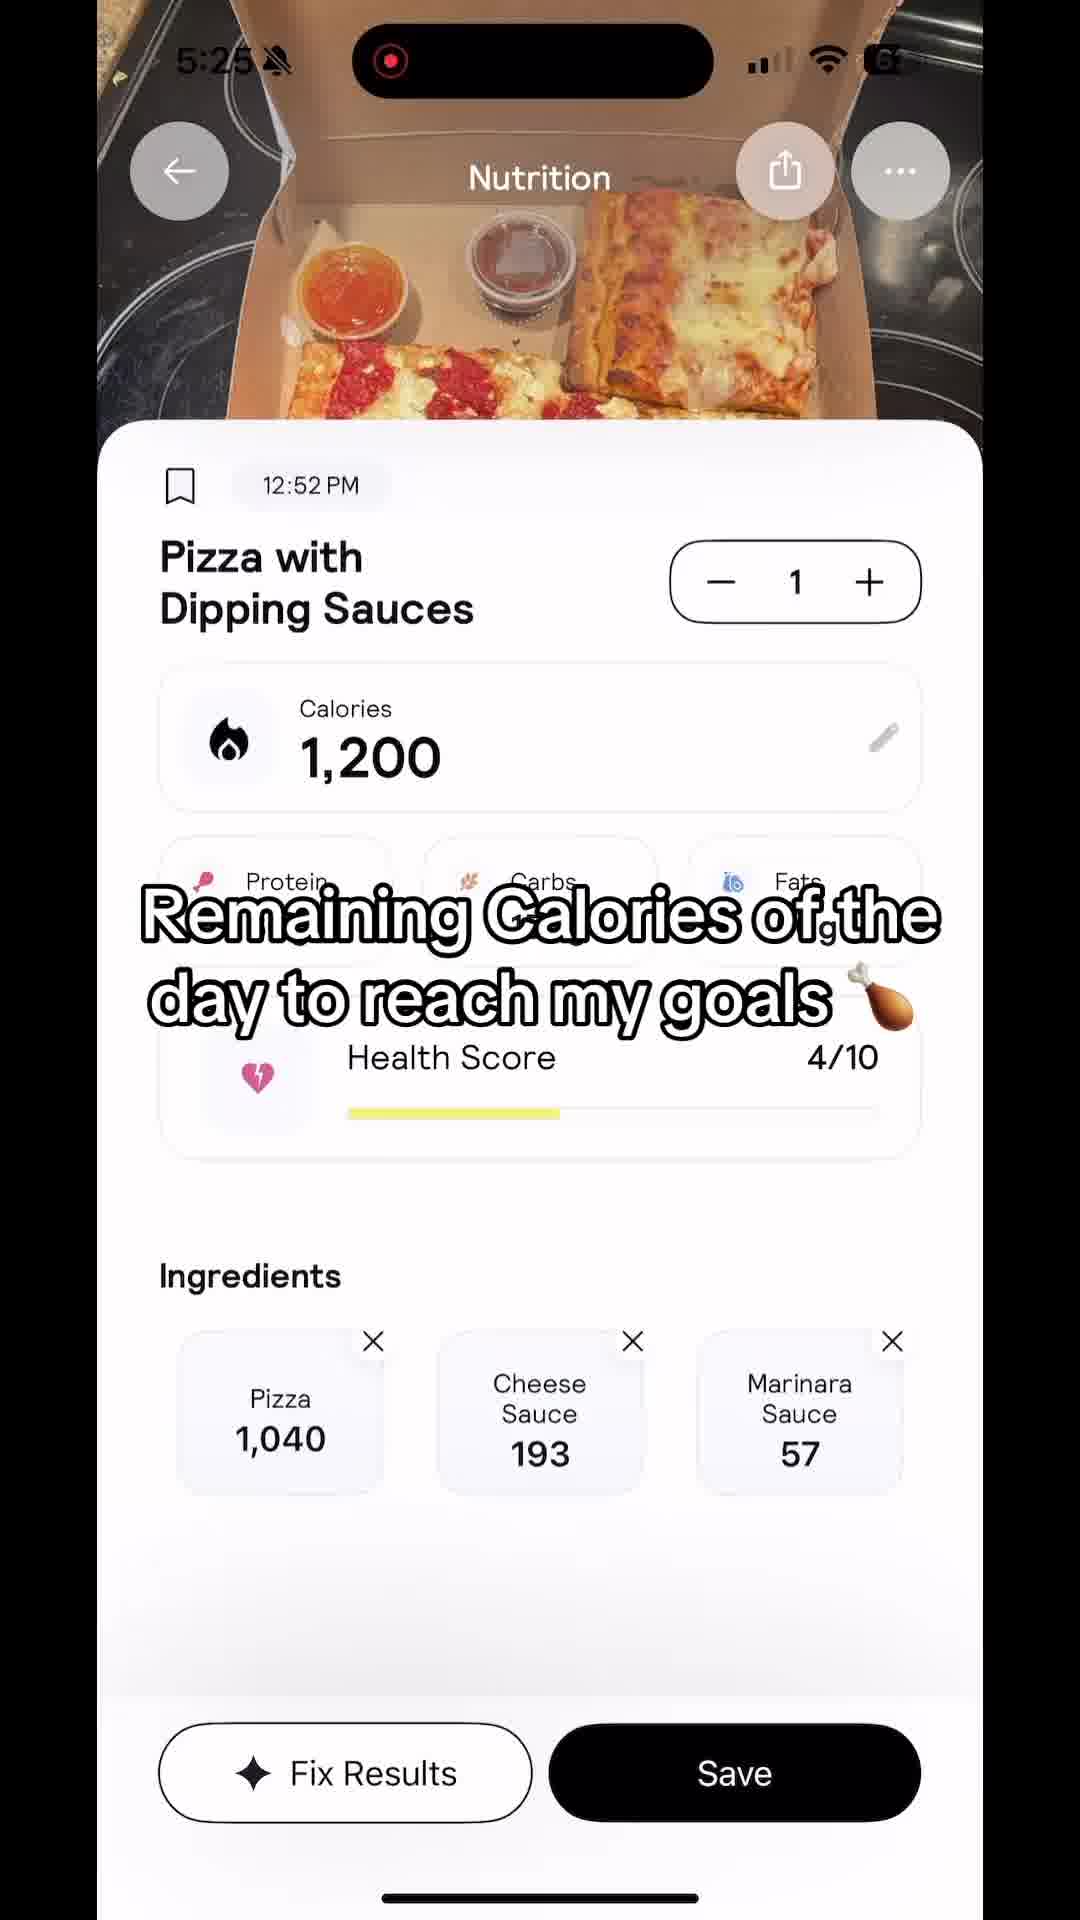 5:25
Nutrition
12:52 PM
Pizza with
Dipping Sauces
1
Calories
1,200
Protein
Carbs
Fats
Remaining Calories of the
day to reach my goals
Health Score
4/10
Ingredients
Pizza
1,040
Cheese
Sauce
193
Marinara
Sauce
57
Fix Results
Save